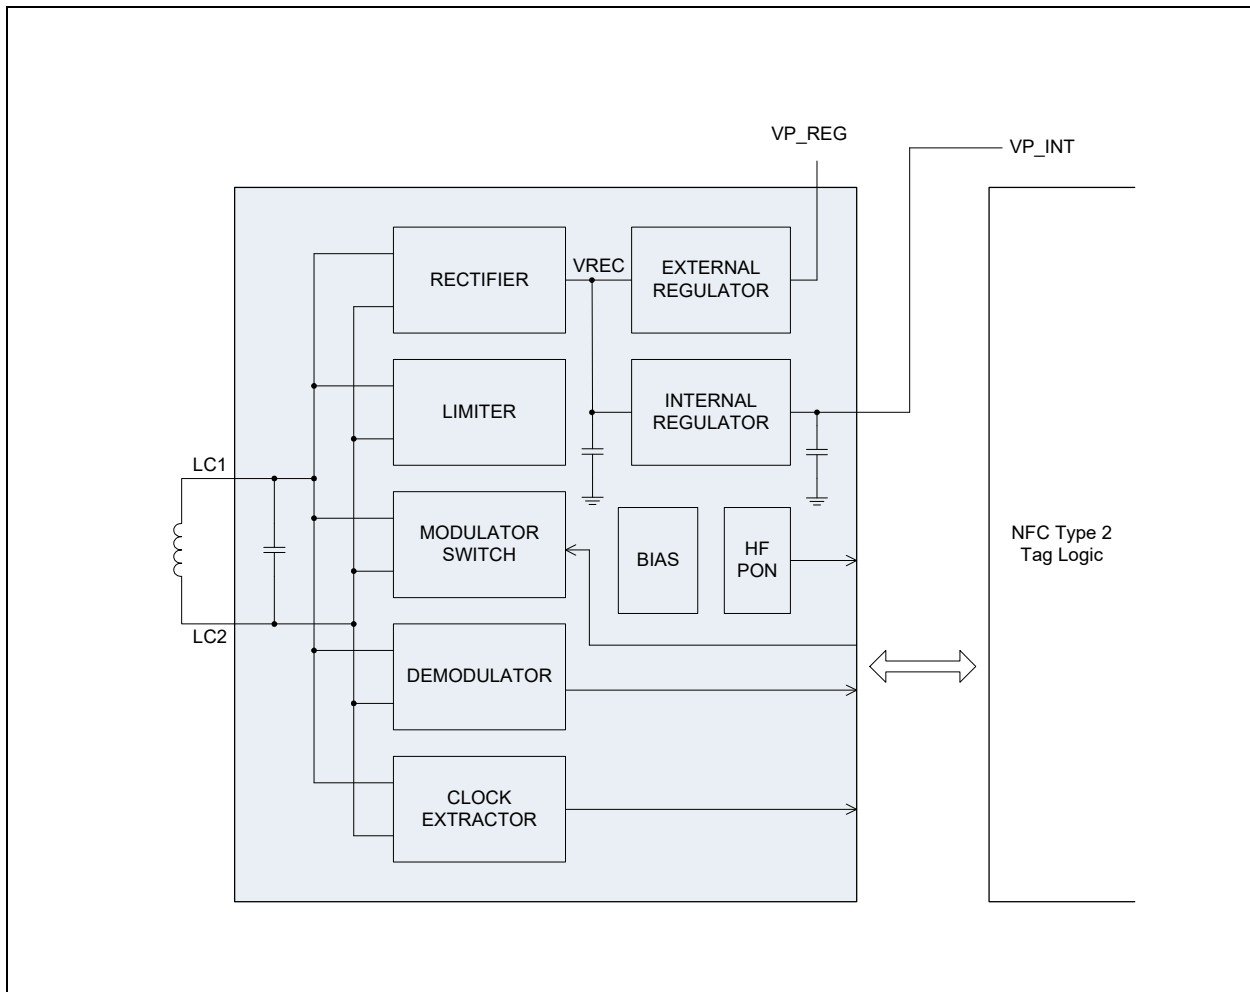 VP_REG
VP_INT
RECTIFIER
VREC
EXTERNAL
REGULATOR
LIMITER
INTERNAL
REGULATOR
LC1
MODULATOR
SWITCH
BIAS
HF
PON
NFC Type 2
Tag Logic
LC2
DEMODULATOR
CLOCK
EXTRACTOR